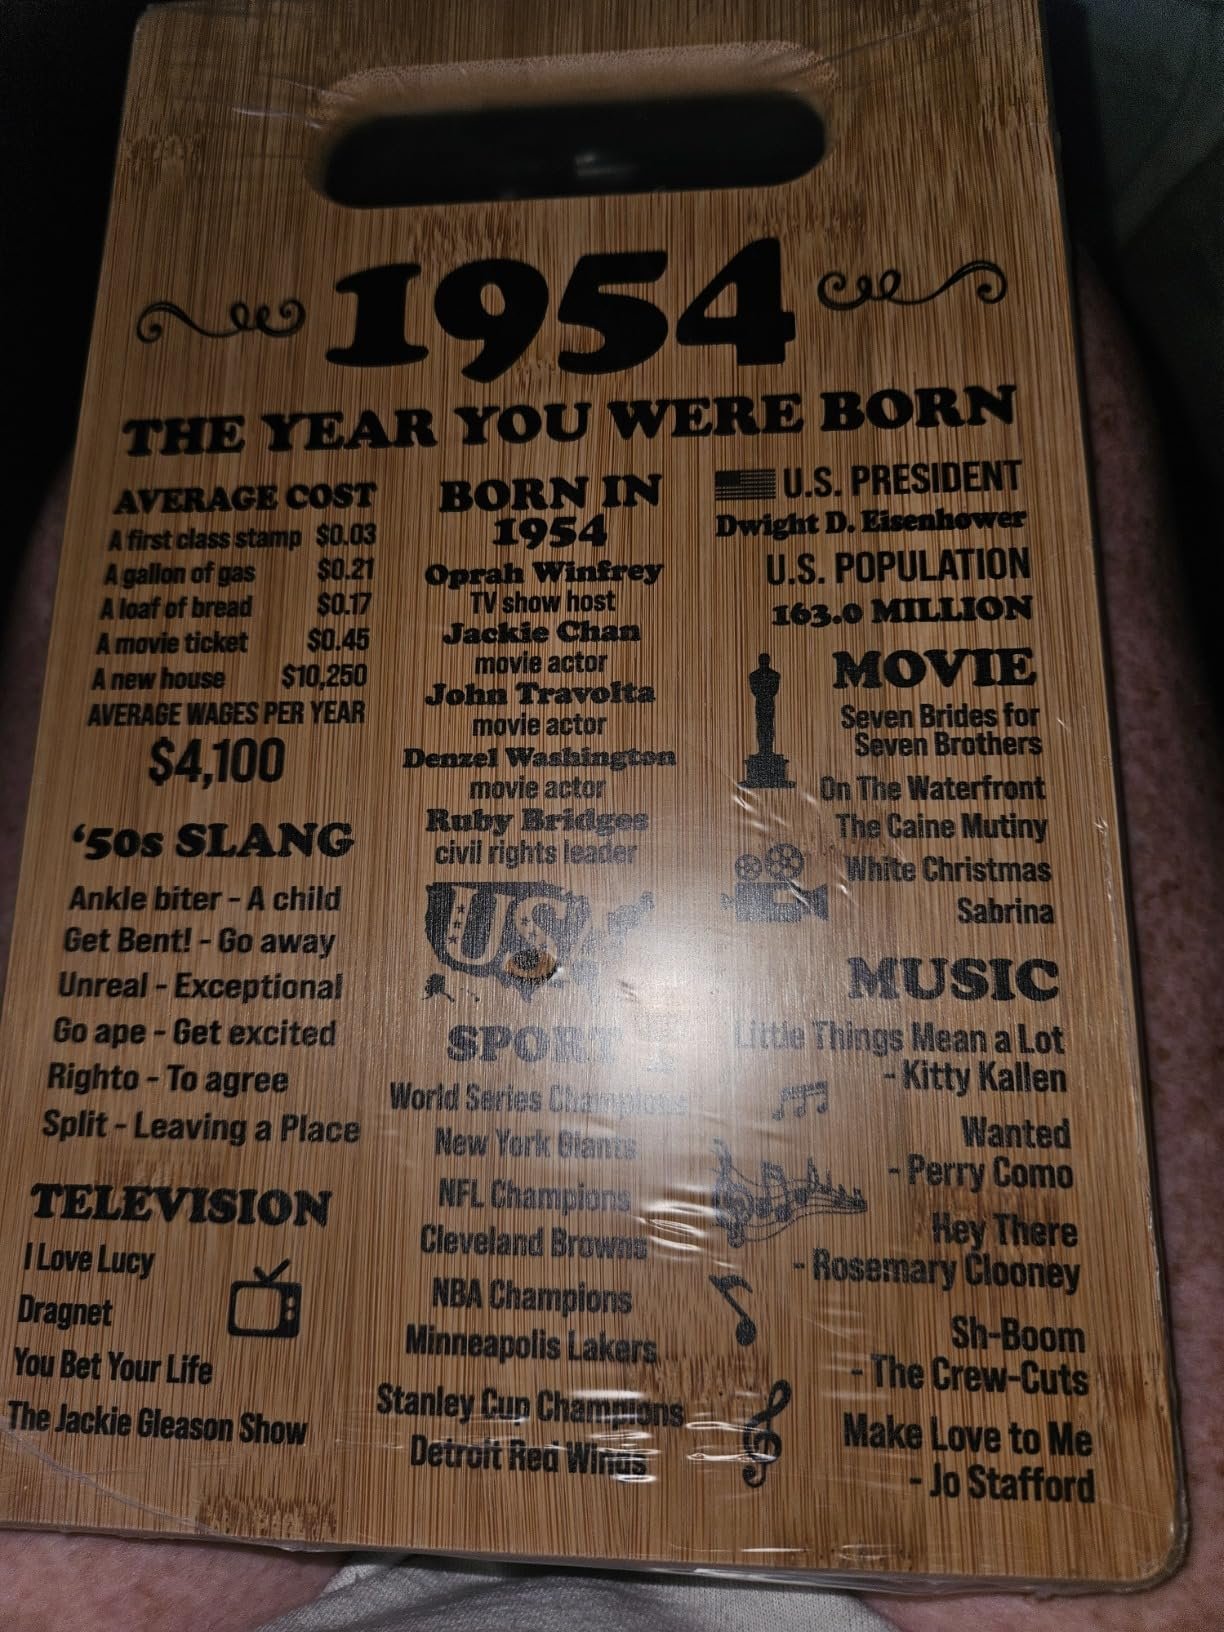 1954
THE YEAR YOU WERE BORN
AVERAGE COST
A first class stamp $0.03
A gallon of gas $0.21
A loaf of bread $0.17
A movie ticket $0.45
A new house $10,250
AVERAGE WAGES PER YEAR
$4,100
'50s SLANG
Ankle biter - A child
Get Bent! - Go away
Unreal - Exceptional
Go ape - Get excited
Righto - To agree
Split - Leaving a Place
TELEVISION
I Love Lucy
Dragnet
You Bet Your Life
The Jackie Gleason Show
BORN IN
1954
Oprah Winfrey
TV show host
Jackie Chan
movie actor
John Travolta
movie actor
Denzel Washington
movie actor
Ruby Bridges
civil rights leader
USA
SPORT
World Series Champions
New York Giants
NFL Champions
Cleveland Browns
NBA Champions
Minneapolis Lakers
Stanley Cup Champions
Detroit Red Wings
U.S. PRESIDENT
Dwight D. Eisenhower
U.S. POPULATION
163.0 MILLION
MOVIE
Seven Brides for
Seven Brothers
On The Waterfront
The Caine Mutiny
White Christmas
Sabrina
MUSIC
Little Things Mean a Lot
- Kitty Kallen
Wanted
- Perry Como
Hey There
- Rosemary Clooney
Sh-Boom
- The Crew-Cuts
Make Love to Me
- Jo Stafford